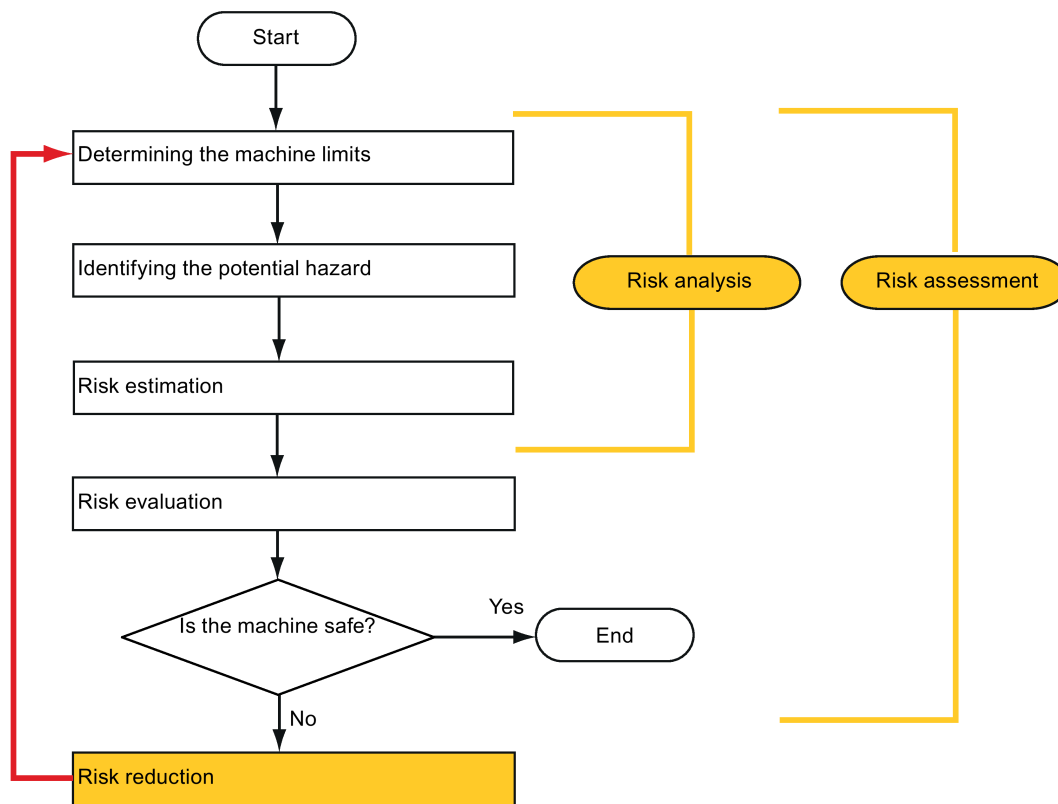 Start
Determining the machine limits
Identifying the potential hazard
Risk analysis
Risk assessment
Risk estimation
Risk evaluation
Is the machine safe?
Yes
End
No
Risk reduction